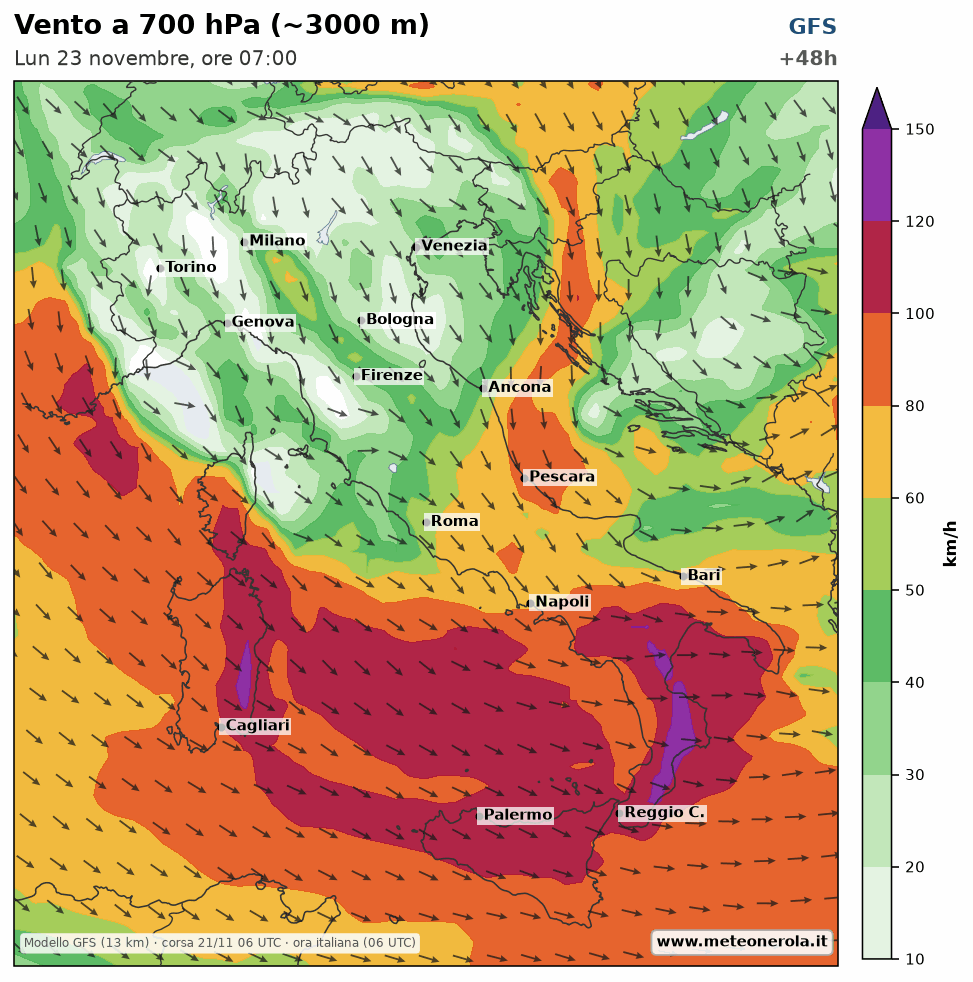 Vento a 700 hPa (~3000 m)
GFS
Lun 23 novembre, ore 07:00
+48h
150
120
100
80
60
50
40
30
20
10
km/h
Milano
Venezia
Torino
Genova
Bologna
Firenze
Ancona
Pescara
Roma
Bari
Napoli
Cagliari
Palermo
Reggio C.
Modello GFS (13 km) · corsa 21/11 06 UTC · ora italiana (06 UTC)
www.meteonerola.it